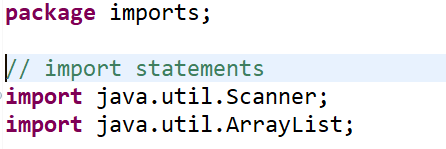 package imports;
// import statements
import java.util.Scanner;
import java.util.ArrayList;